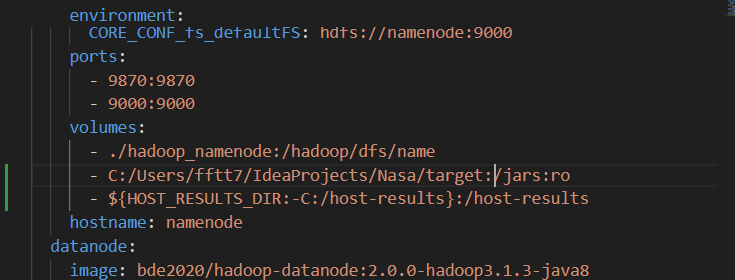 environment:
CORE_CONF_fs_defaultFS: hdfs://namenode:9000
ports:
- 9870:9870
- 9000:9000
volumes:
- ./hadoop_namenode:/hadoop/dfs/name
- C:/Users/fftt7/IdeaProjects/Nasa/target:/jars:ro
- ${HOST_RESULTS_DIR:-C:/host-results}:/host-results
hostname: namenode
datanode:
image: bde2020/hadoop-datanode:2.0.0-hadoop3.1.3-java8